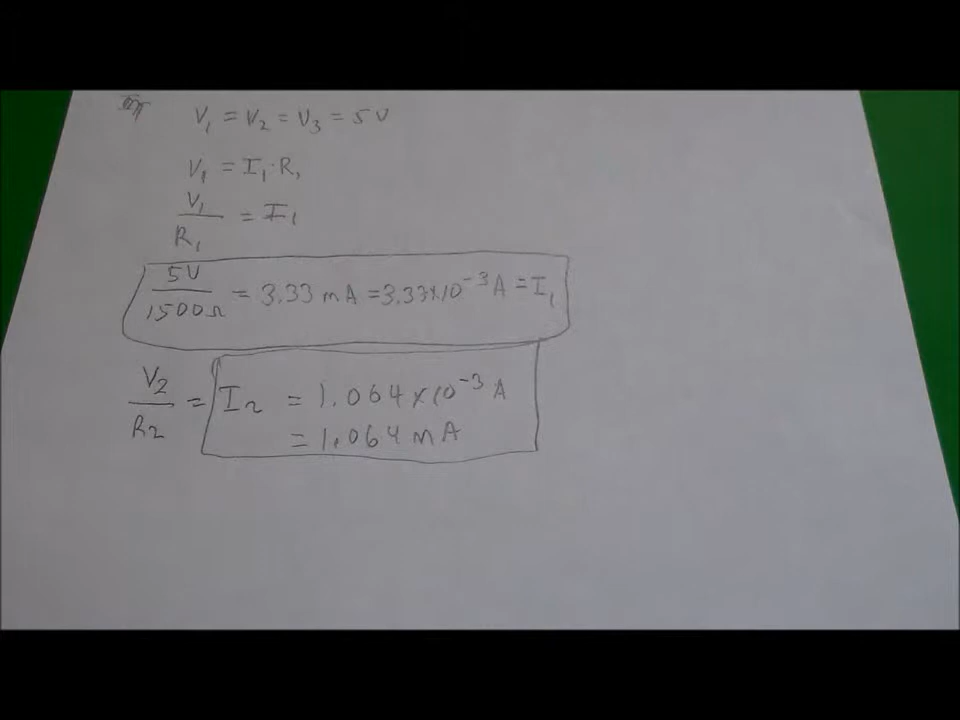 V₁ = V₂ = V₃ = 5V
V₁ = I₁·R₁
V₁/R₁ = I₁
5V/1500Ω = 3.33 mA = 3.33×10⁻³ A = I₁
V₂/R₂ = I₂ = 1.064×10⁻³ A
= 1.064 mA